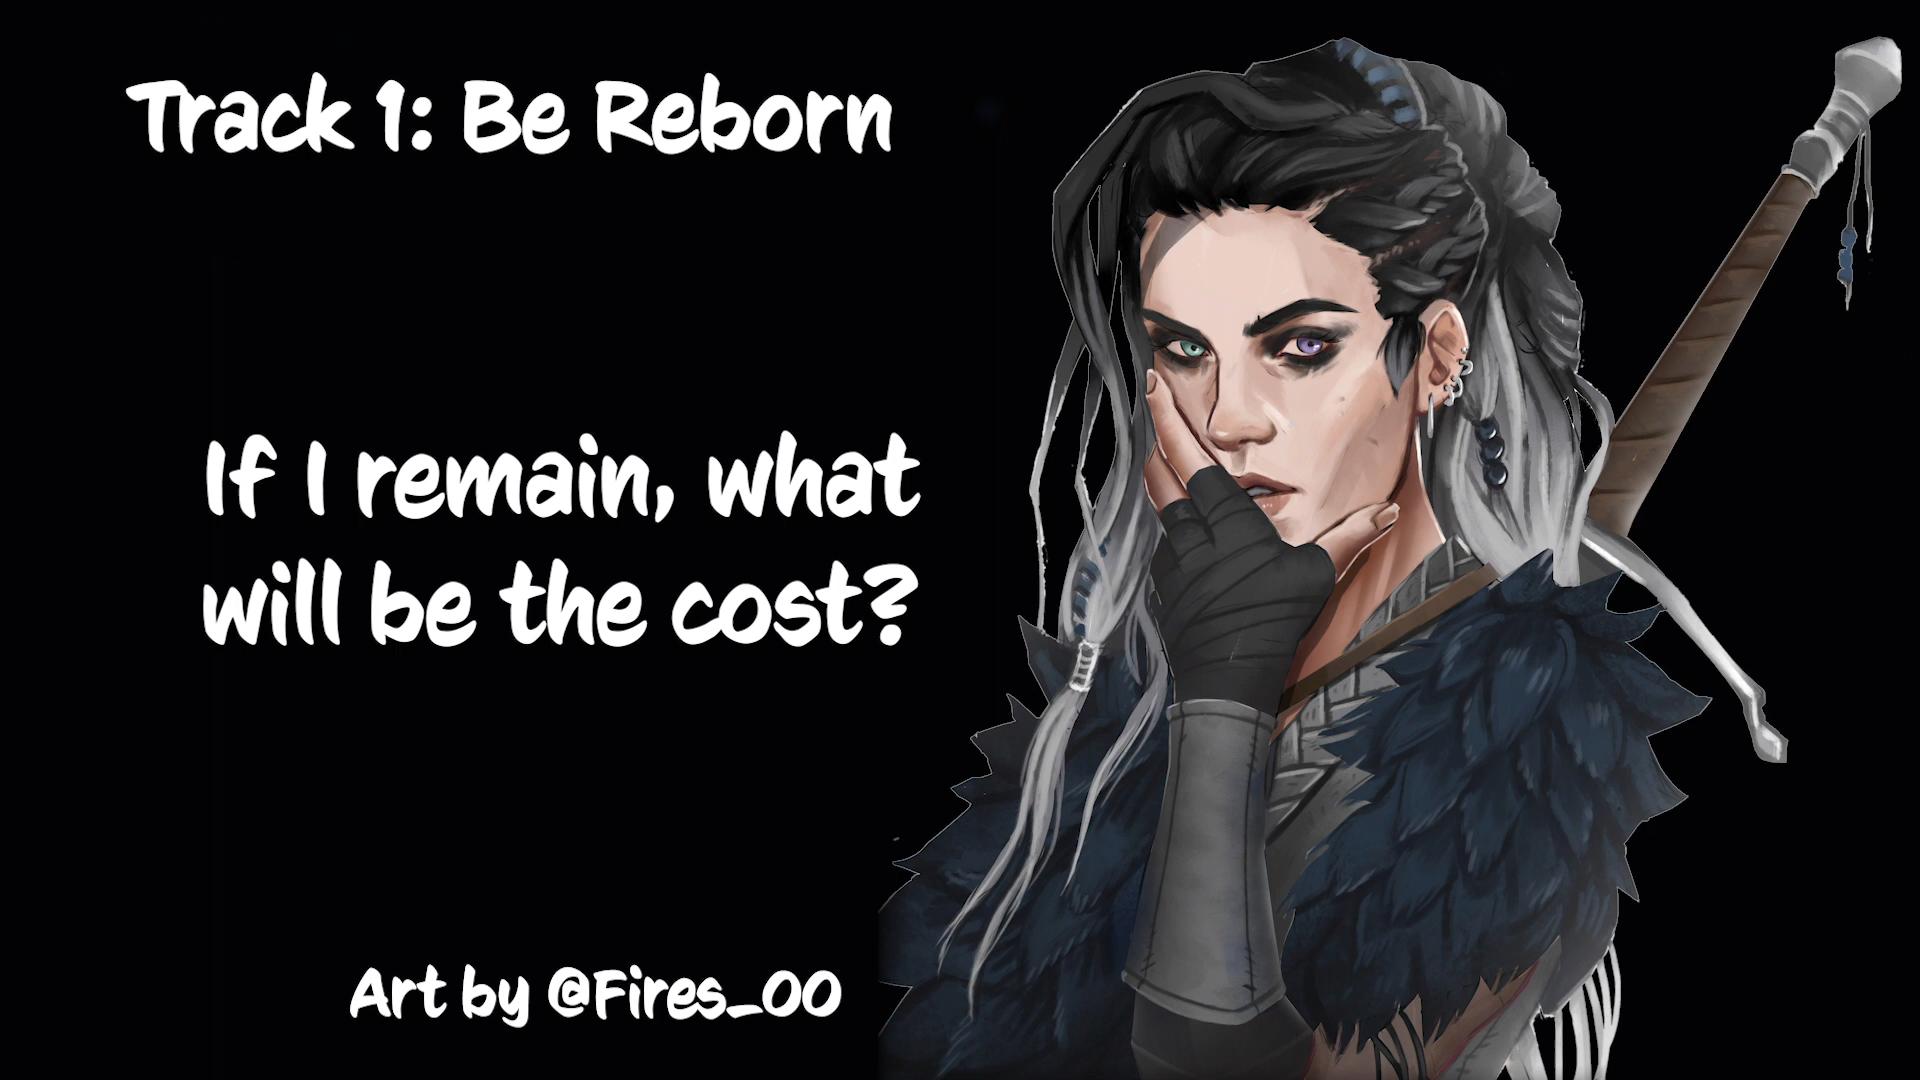 Track 1: Be Reborn
If I remain, what
will be the cost?
Art by @Fires_00